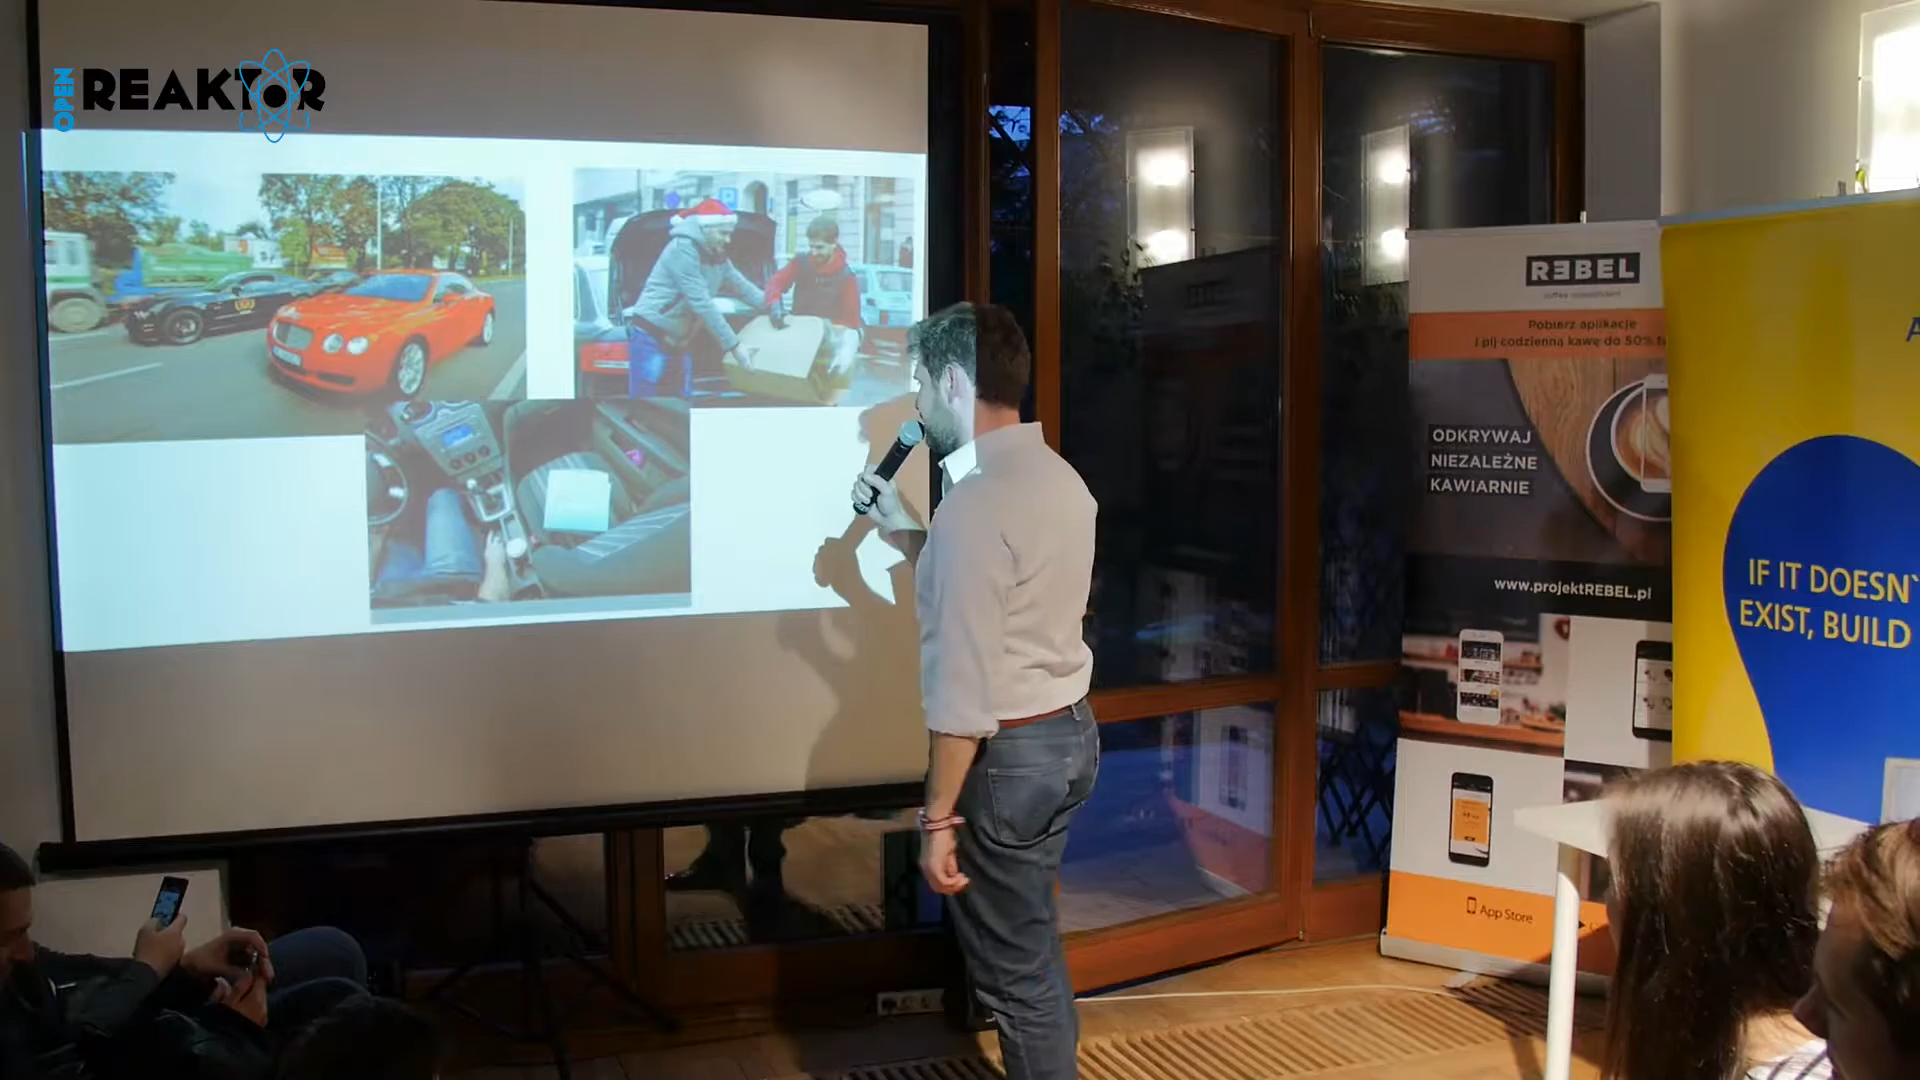 OPEN
REAKTOR
REBEL
Pobierz aplikację
i pij codzienną kawę do 50% t
ODKRYWAJ
NIEZALEŻNE
KAWIARNIE
www.projektREBEL.pl
App Store
A
IF IT DOESN`
EXIST, BUILD